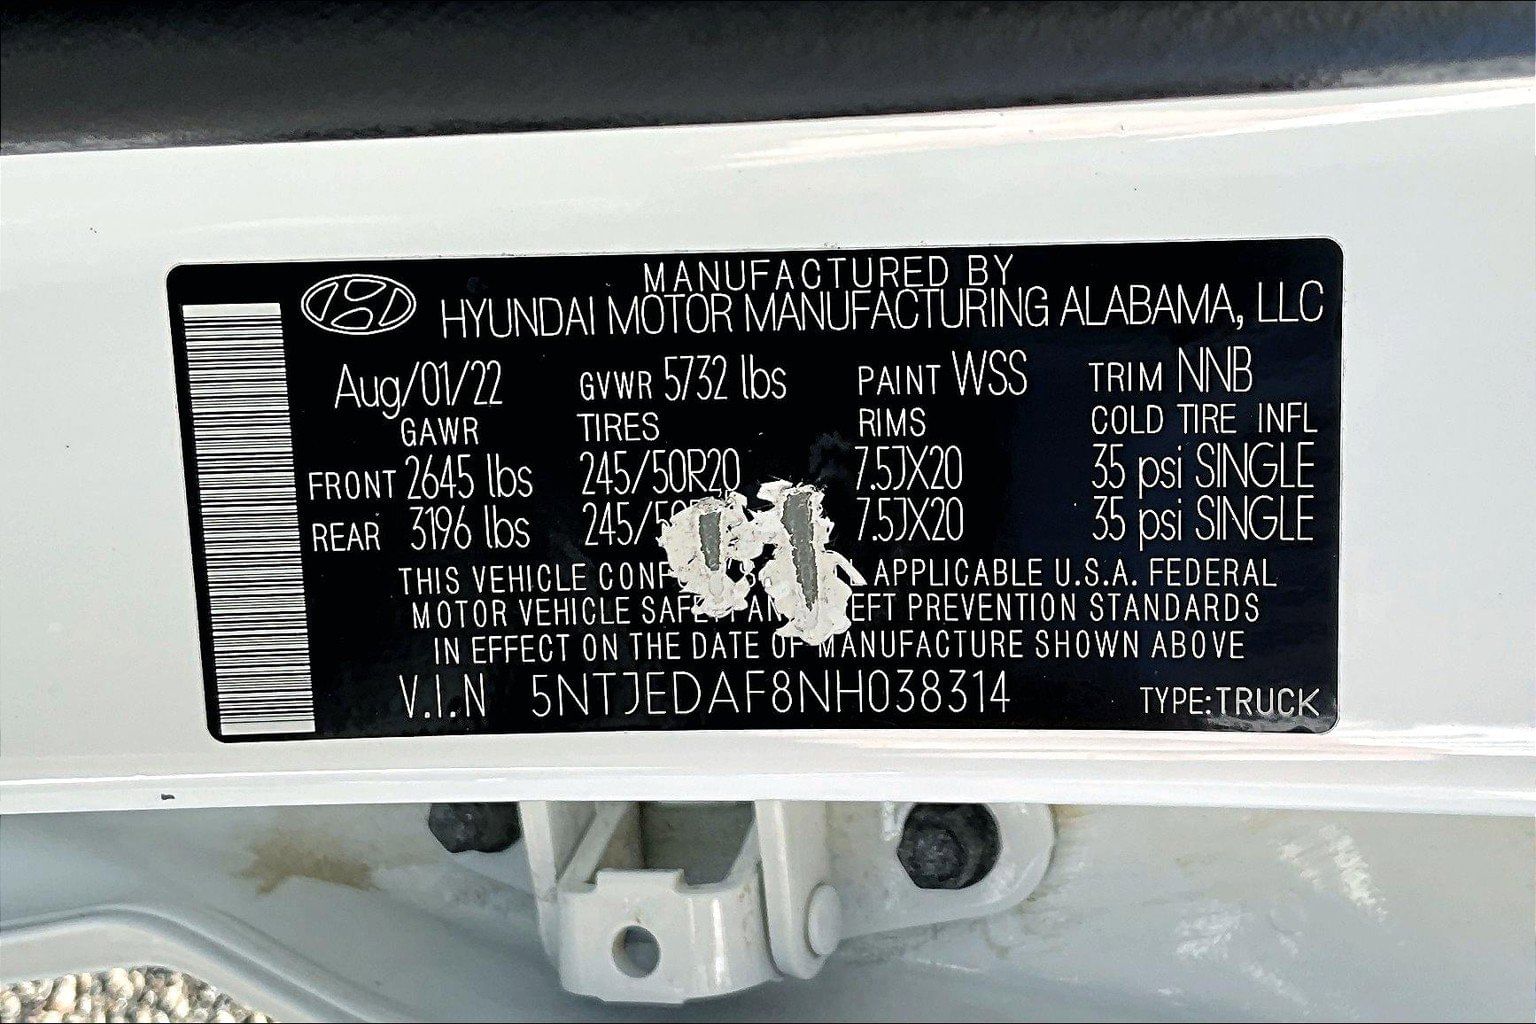 MANUFACTURED BY
HYUNDAI MOTOR MANUFACTURING ALABAMA, LLC
Aug/01/22 GVWR 5732 lbs PAINT WSS TRIM NNB
GAWR TIRES RIMS COLD TIRE INFL
FRONT 2645 lbs 245/50R20 7.5JX20 35 psi SINGLE
REAR 3196 lbs 7.5JX20 35 psi SINGLE
THIS VEHICLE APPLICABLE U.S.A. FEDERAL
MOTOR VEHICLE PREVENTION STANDARDS
IN EFFECT ON THE DATE OF MANUFACTURE SHOWN ABOVE
V.I.N 5NTJEDAF8NH038314 TYPE:TRUCK